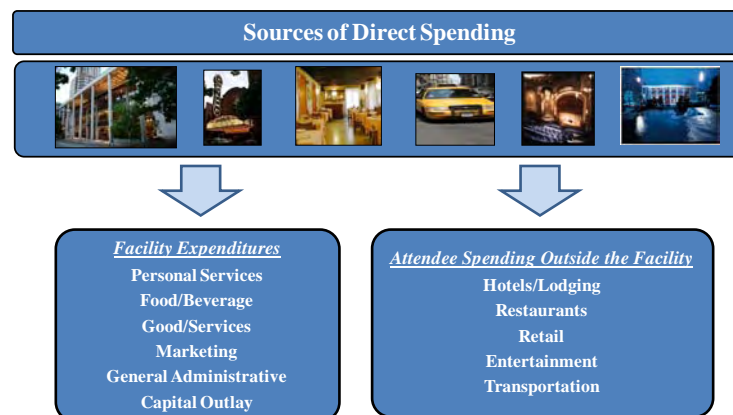 Sources of Direct Spending
Facility Expenditures
Personal Services
Food/Beverage
Good/Services
Marketing
General Administrative
Capital Outlay
Attendee Spending Outside the Facility
Hotels/Lodging
Restaurants
Retail
Entertainment
Transportation